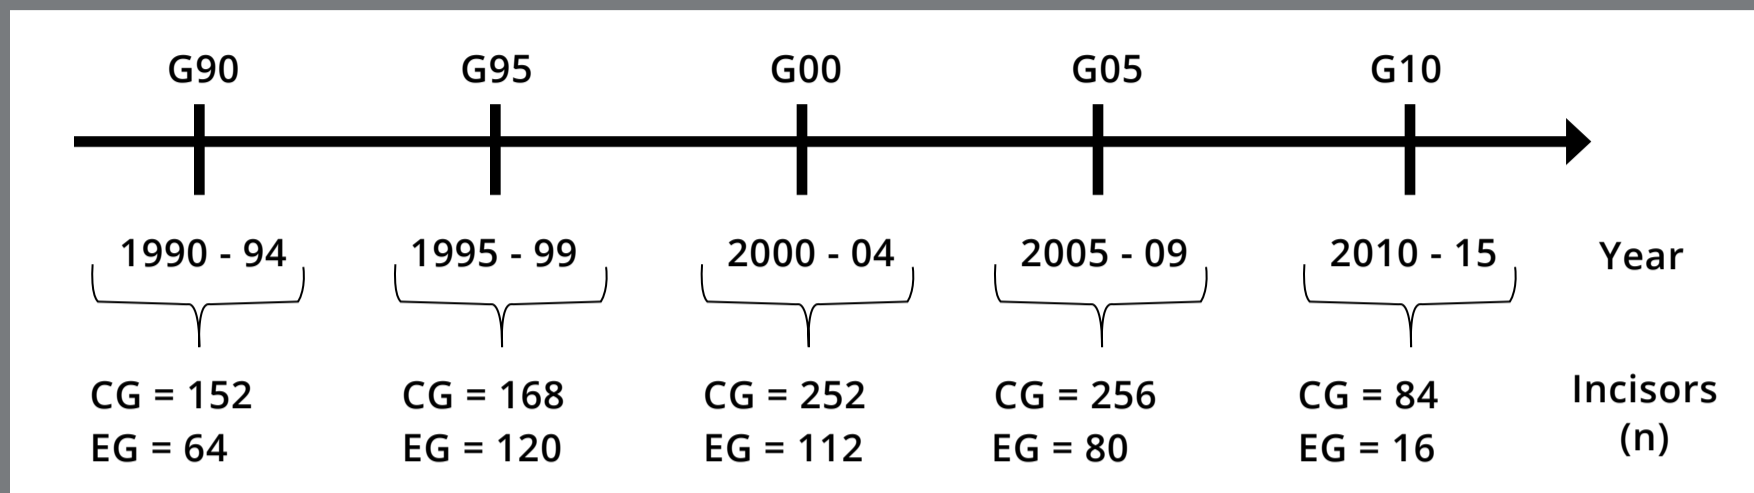 G90 G95 G00 G05 G10
1990 - 94 1995 - 99 2000 - 04 2005 - 09 2010 - 15 Year
CG = 152 CG = 168 CG = 252 CG = 256 CG = 84 Incisors
EG = 64 EG = 120 EG = 112 EG = 80 EG = 16 (n)